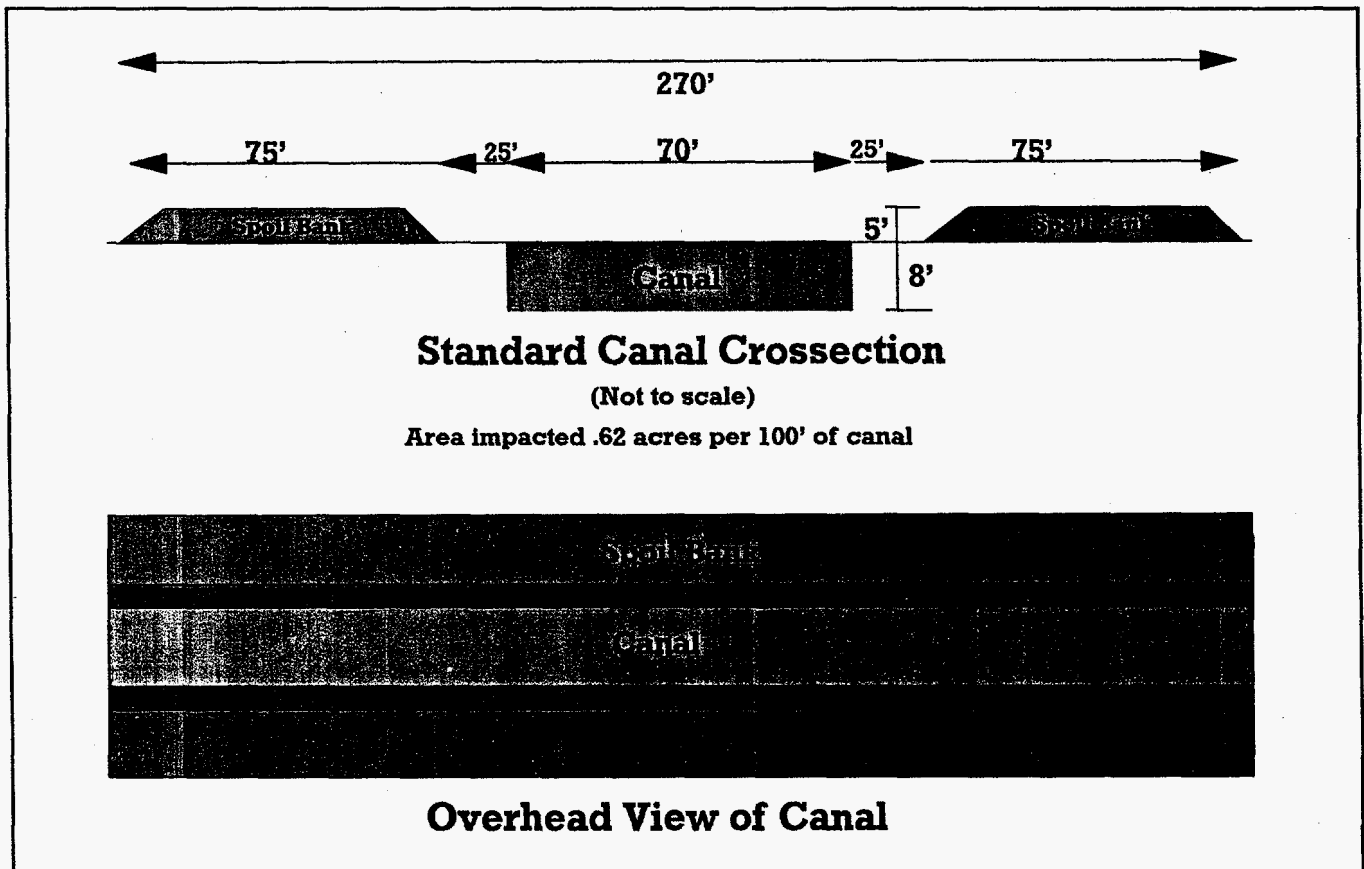 270'
75' 25' 70' 25' 75'
Spoil Bank
Spoil Bank
5'
Canal
8'
Standard Canal Crossection
(Not to scale)
Area impacted .62 acres per 100' of canal
Spoil Bank
Canal
Overhead View of Canal